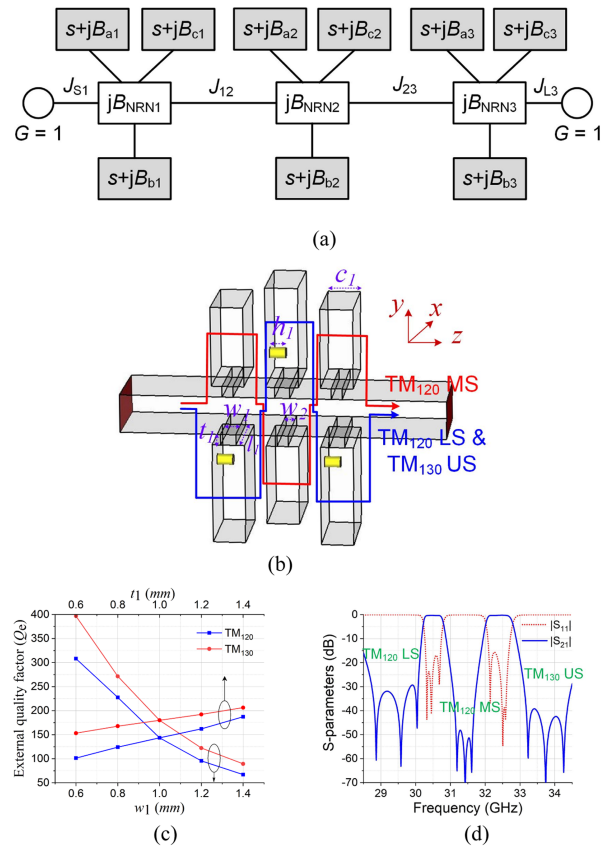 s+jBa1 s+jBc1 s+jBa2 s+jBc2 s+jBa3 s+jBc3
JS1 jBNRN1 J12 jBNRN2 J23 jBNRN3 JL3
G = 1 G = 1
s+jBb1 s+jBb2 s+jBb3
(a)
c1
h1
y x z
TM120 MS
w1 w2
t1 l1
TM120 LS &
TM130 US
(b)
t1 (mm)
0.6 0.8 1.0 1.2 1.4
External quality factor (Qe)
400
350
300
250
200
150
100
50
TM120
TM130
0.6 0.8 1.0 1.2 1.4
w1 (mm)
(c)
S-parameters (dB)
0
-10
-20
-30
-40
-50
-60
-70
|S11|
|S21|
TM120 LS
TM130 US
TM120 MS
29 30 31 32 33 34
Frequency (GHz)
(d)